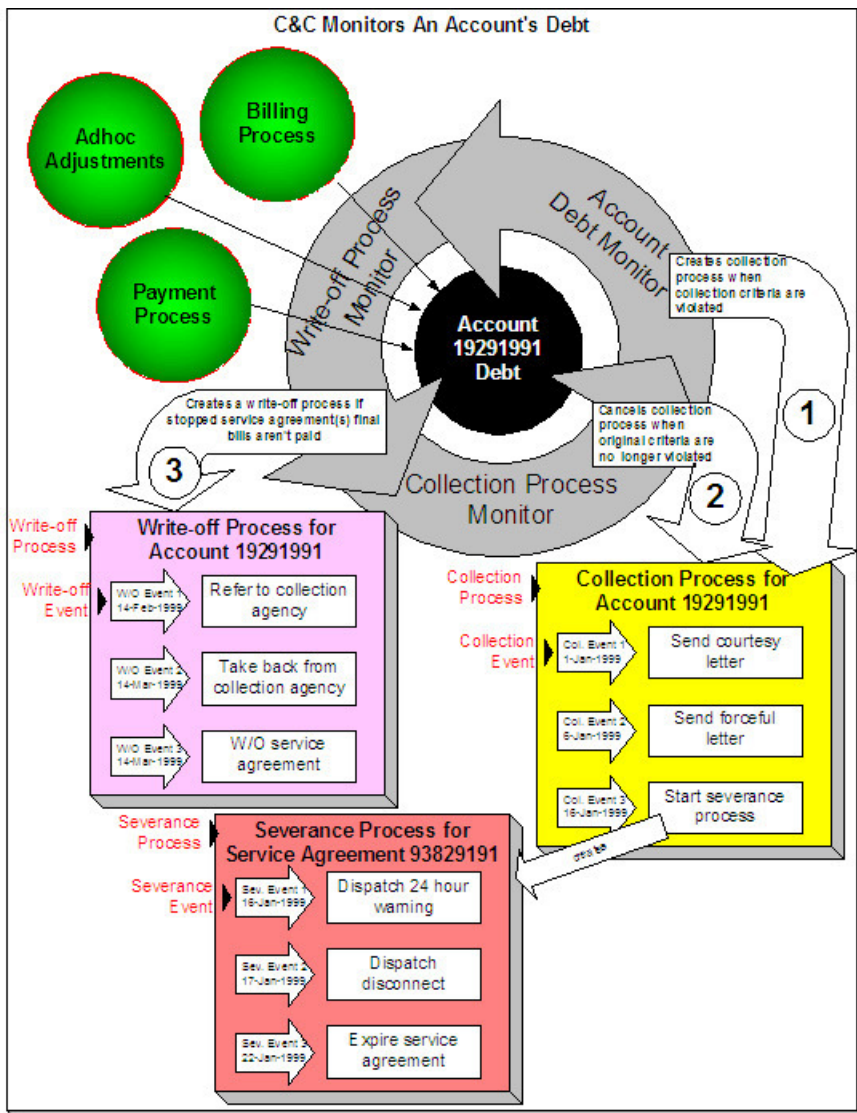 C&C Monitors An Account's Debt
Billing
Process
Adhoc
Adjustments
Payment
Process
Write-off Process
Monitor
Account
Debt Monitor
Collection Process
Monitor
Account
19291991
Debt
Creates collection
process when
collection criteria are
violated
1
Cancels collection
process when
original criteria are
no longer violated
2
Creates a write-off process if
stopped service agreement(s) final
bills aren't paid
3
Write-off
Process
Write-off Process for
Account 19291991
Write-off
Event
W/O Event 1
14-Feb-1999
Refer to collection
agency
W/O Event 2
14-Mar-1999
Take back from
collection agency
W/O Event 3
14-Mar-1999
W/O service
agreement
Collection
Process
Collection Process for
Account 19291991
Collection
Event
Col. Event 1
1-Jan-1999
Send courtesy
letter
Col. Event 2
6-Jan-1999
Send forceful
letter
Col. Event 3
16-Jan-1999
Start severance
process
Severance
Process
Severance Process for
Service Agreement 93829191
Severance
Event
Sev. Event 1
16-Jan-1999
Dispatch 24 hour
warning
Sev. Event 2
17-Jan-1999
Dispatch
disconnect
Sev. Event 3
22-Jan-1999
Expire service
agreement